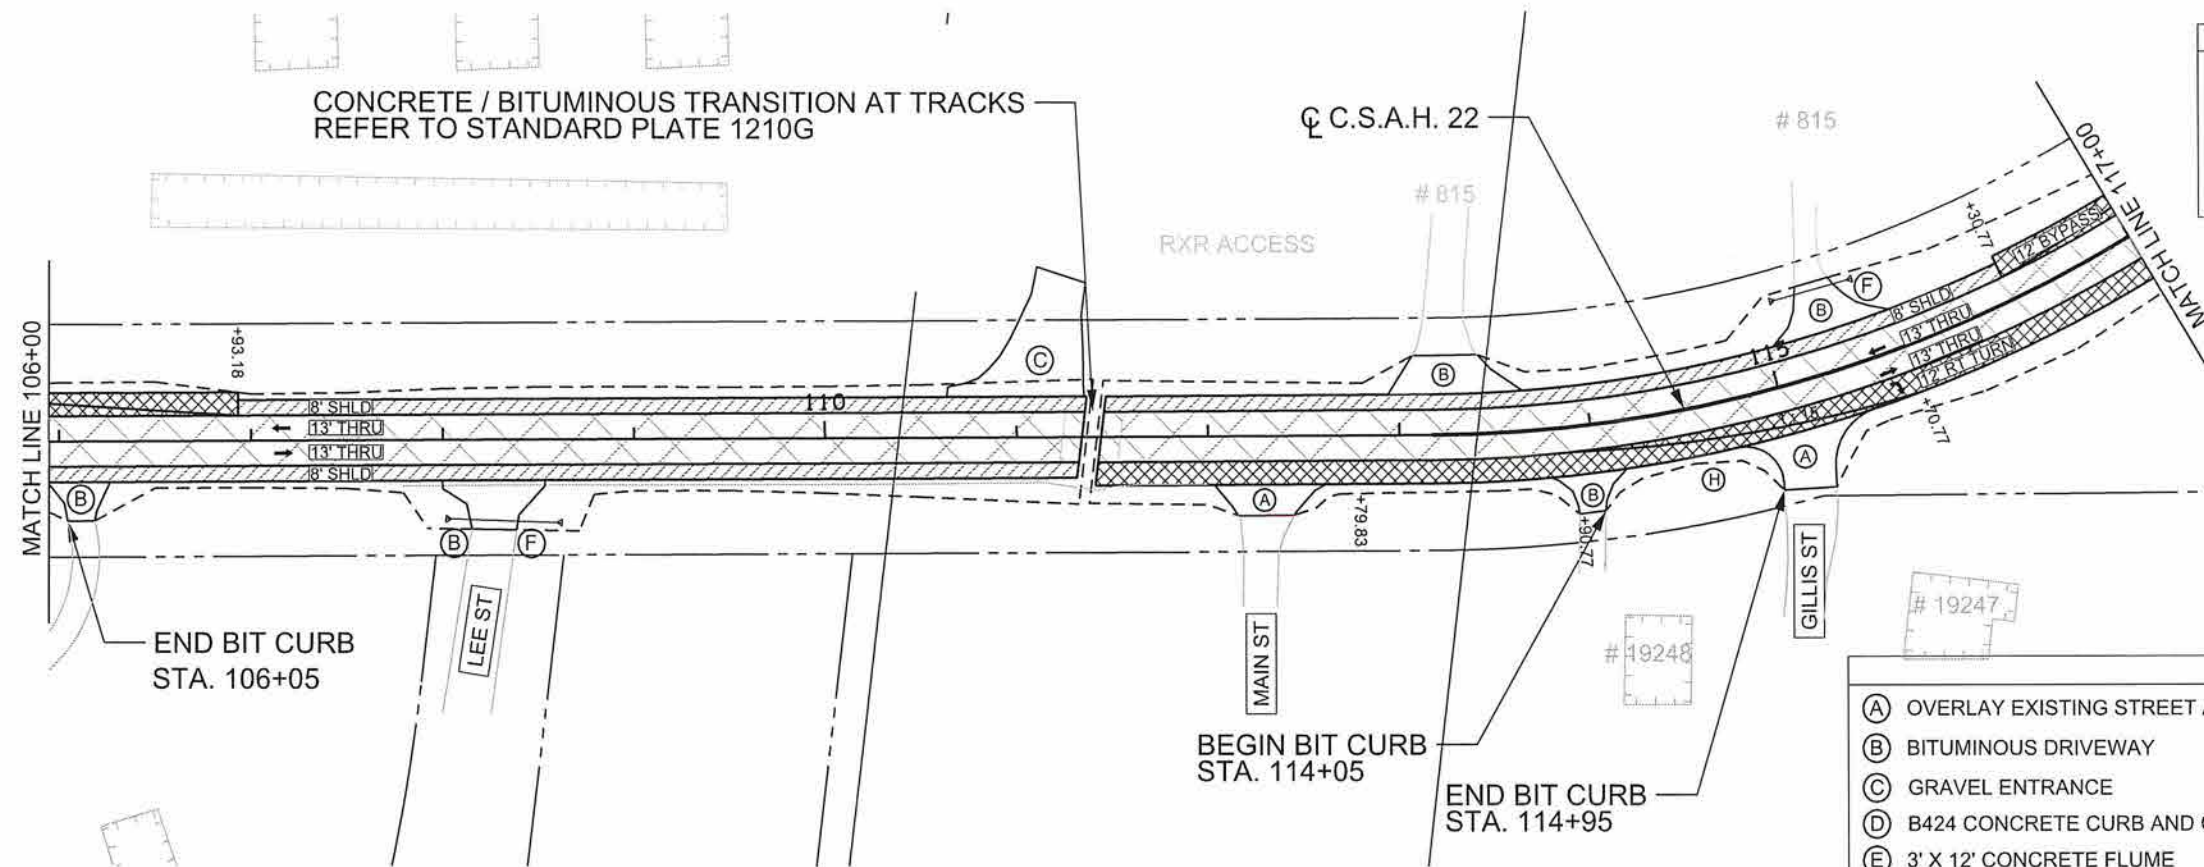 CONCRETE / BITUMINOUS TRANSITION AT TRACKS
REFER TO STANDARD PLATE 1210G
℄ C.S.A.H. 22
# 815
# 815
RXR ACCESS
MATCH LINE 106+00
+93.18
8' SHLD
13' THRU
13' THRU
8' SHLD
110
C
B
B
F
+30.77
12' BYPASS
MATCH LINE 117+00
8' SHLD
13' THRU
13' THRU
12' RT TURN
115
15
+70.77
B
B
F
A
+79.83
B
+90.77
H
A
END BIT CURB
STA. 106+05
LEE ST
MAIN ST
GILLIS ST
# 19248
# 19247
BEGIN BIT CURB
STA. 114+05
END BIT CURB
STA. 114+95
A OVERLAY EXISTING STREET
B BITUMINOUS DRIVEWAY
C GRAVEL ENTRANCE
D B424 CONCRETE CURB AND
E 3' X 12' CONCRETE FLUME